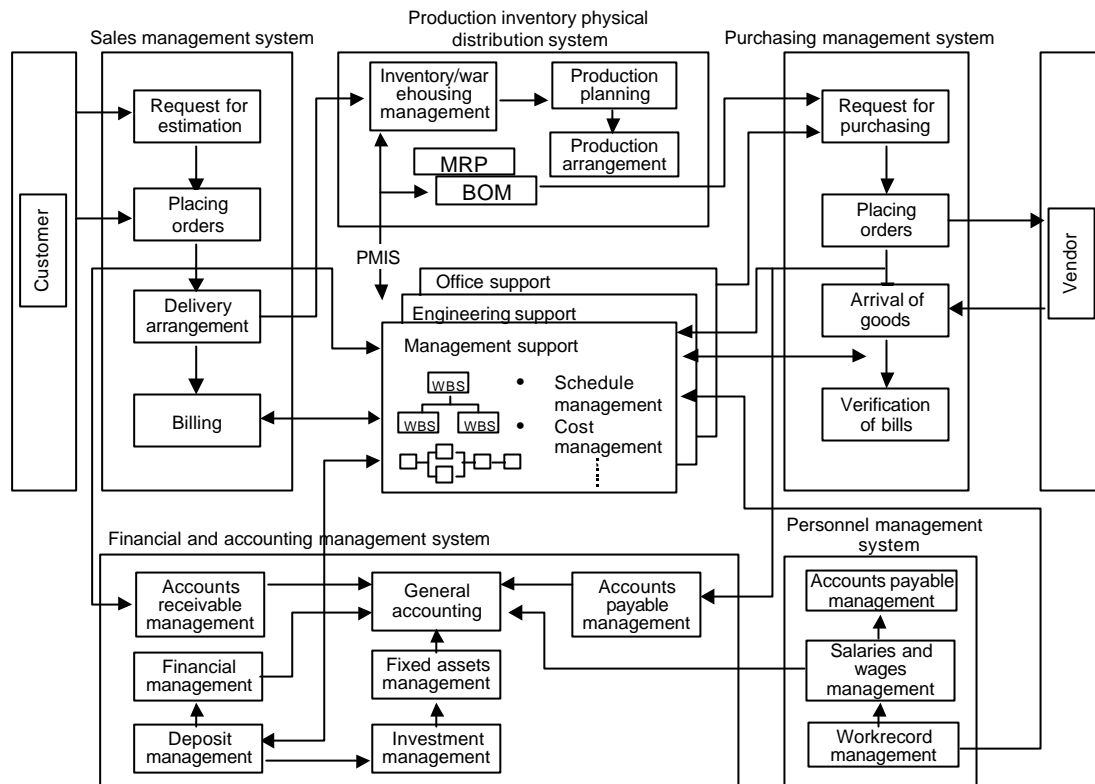 Production inventory physical
distribution system
Sales management system
Purchasing management system
Customer
Request for
estimation
Placing
orders
Delivery
arrangement
Billing
Inventory/war
ehousing
management
Production
planning
Production
arrangement
MRP
BOM
PMIS
Request for
purchasing
Placing
orders
Arrival of
goods
Verification
of bills
Vendor
Office support
Engineering support
Management support
WBS
WBS
WBS
• Schedule
management
• Cost
management
Financial and accounting management system
Accounts
receivable
management
General
accounting
Accounts
payable
management
Financial
management
Fixed assets
management
Deposit
management
Investment
management
Personnel management
system
Accounts payable
management
Salaries and
wages
management
Workrecord
management